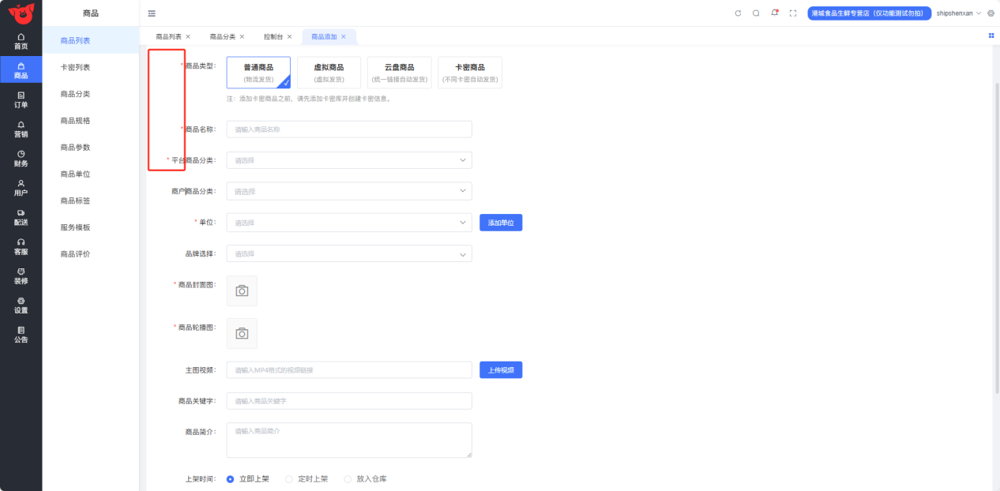 商品
港城食品生鲜专营店（仅功能测试勿拍）
shipshenxan
首页
商品
订单
营销
财务
用户
配送
客服
装修
设置
公告
商品列表
卡密列表
商品分类
商品规格
商品参数
商品单位
商品标签
服务模板
商品评价
商品列表 × 商品分类 × 控制台 × 商品添加 ×
*商品类型：
普通商品
(物流发货)
虚拟商品
(虚拟发货)
云盘商品
(统一链接自动发货)
卡密商品
(不同卡密自动发货)
注：添加卡密商品之前，请先添加卡密库并创建卡密信息。
*商品名称： 请输入商品名称
* 平台商品分类： 请选择
商户商品分类： 请选择
* 单位： 请选择 添加单位
品牌选择： 请选择
* 商品封面图：
* 商品轮播图：
主图视频： 请输入MP4格式的视频链接 上传视频
商品关键字： 请输入商品关键字
商品简介： 请输入商品简介
上架时间： 立即上架 定时上架 放入仓库